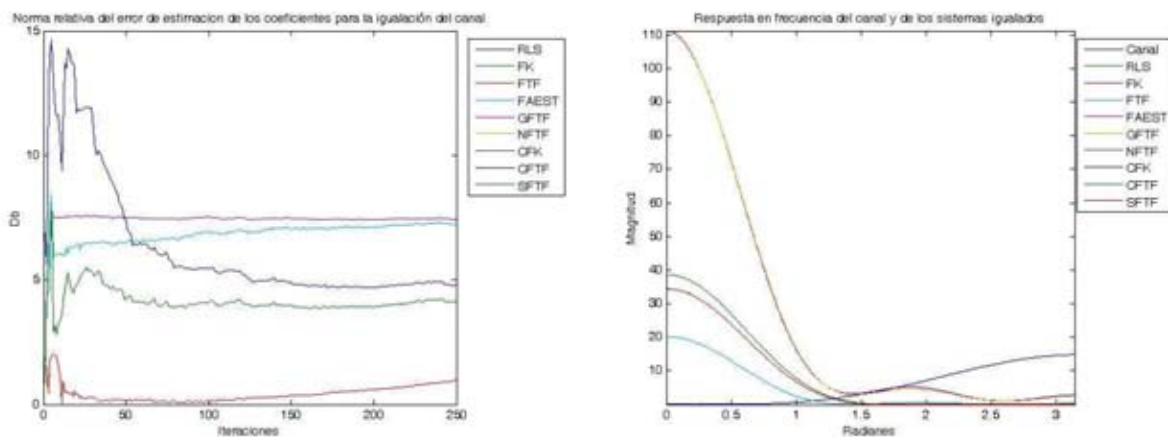 Norma relativa del error de estimacion de los coeficientes para la igualación del canal
15
10
5
0
Db
0
50
100
150
200
250
Iteraciones
RLS
FK
FTF
FAEST
GFTF
NFTF
CFK
CFTF
SFTF
Respuesta en frecuencia del canal y de los sistemas igualados
110
100
90
80
70
60
50
40
30
20
10
Magnitud
0
0.5
1
1.5
2
2.5
3
Radianes
Canal
RLS
FK
FTF
FAEST
GFTF
NFTF
CFK
CFTF
SFTF